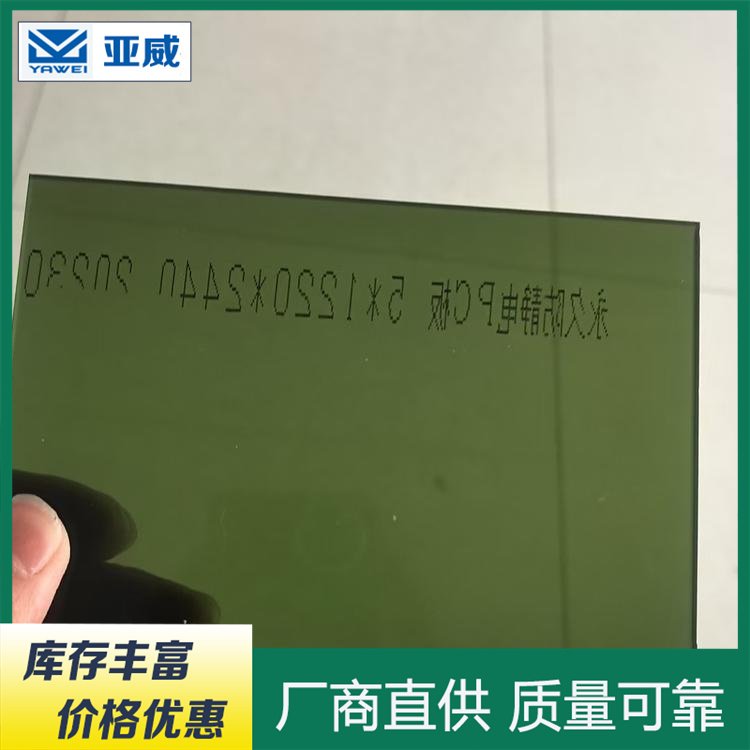 亚威
YAWEI
永久防静电PC板 5*1220*2440 20230
库存丰富
价格优惠
厂商直供 质量可靠